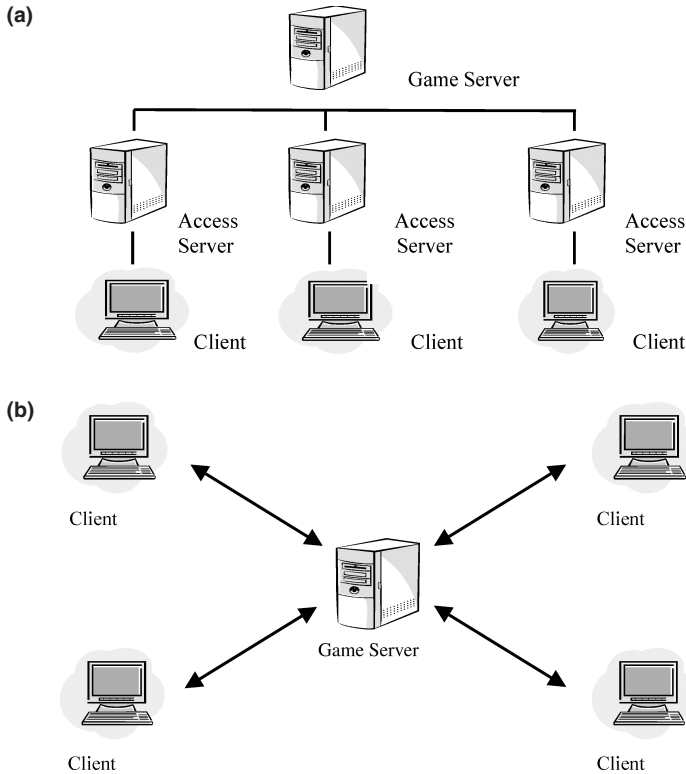 (a)
Game Server
Access
Server
Access
Server
Access
Server
Client
Client
Client
(b)
Client
Client
Game Server
Client
Client